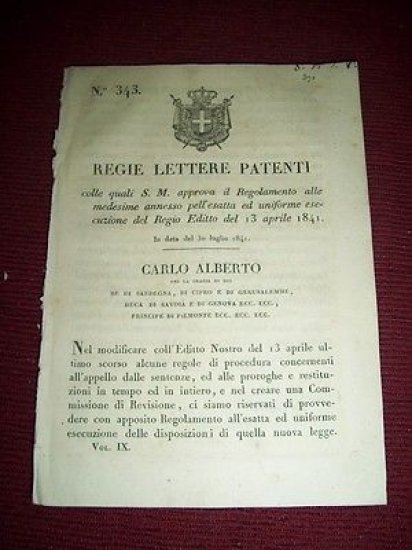 N.° 343.
REGIE LETTERE PATENTI
colle quali S. M. approva il Regolamento alle
medesime annesso pell'esatta ed uniforme ese-
cuzione del Regio Editto del 13 aprile 1841.
In data del 30 luglio 1841.
CARLO ALBERTO
PER LA GRAZIA DI DIO
RE DI SARDEGNA, DI CIPRO E DI GERUSALEMME,
DUCA DI SAVOIA E DI GENOVA ECC. ECC.,
PRINCIPE DI PIEMONTE ECC. ECC. ECC.
Nel modificare coll'Editto Nostro del 13 aprile ul-
timo scorso alcune regole di procedura concernenti
all'appello dalle sentenze, ed alle proroghe e restitu-
zioni in tempo ed in intiero, e nel creare una Com-
missione di Revisione, ci siamo riservati di provve-
dere con apposito Regolamento all'esatta ed uniforme
esecuzione delle disposizioni di quella nuova legge.
Vol. IX.